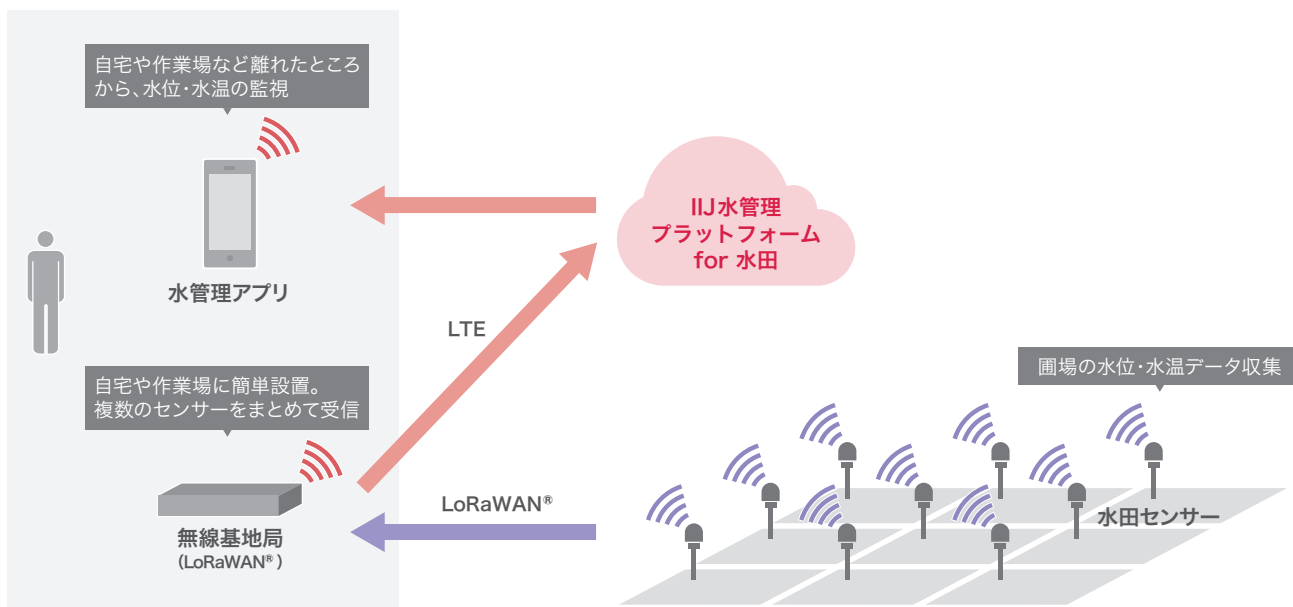 自宅や作業場など離れたところ
から、水位・水温の監視
水管理アプリ
IIJ水管理
プラットフォーム
for 水田
LTE
自宅や作業場に簡単設置。
複数のセンサーをまとめて受信
無線基地局
(LoRaWAN®)
LoRaWAN®
圃場の水位・水温データ収集
水田センサー